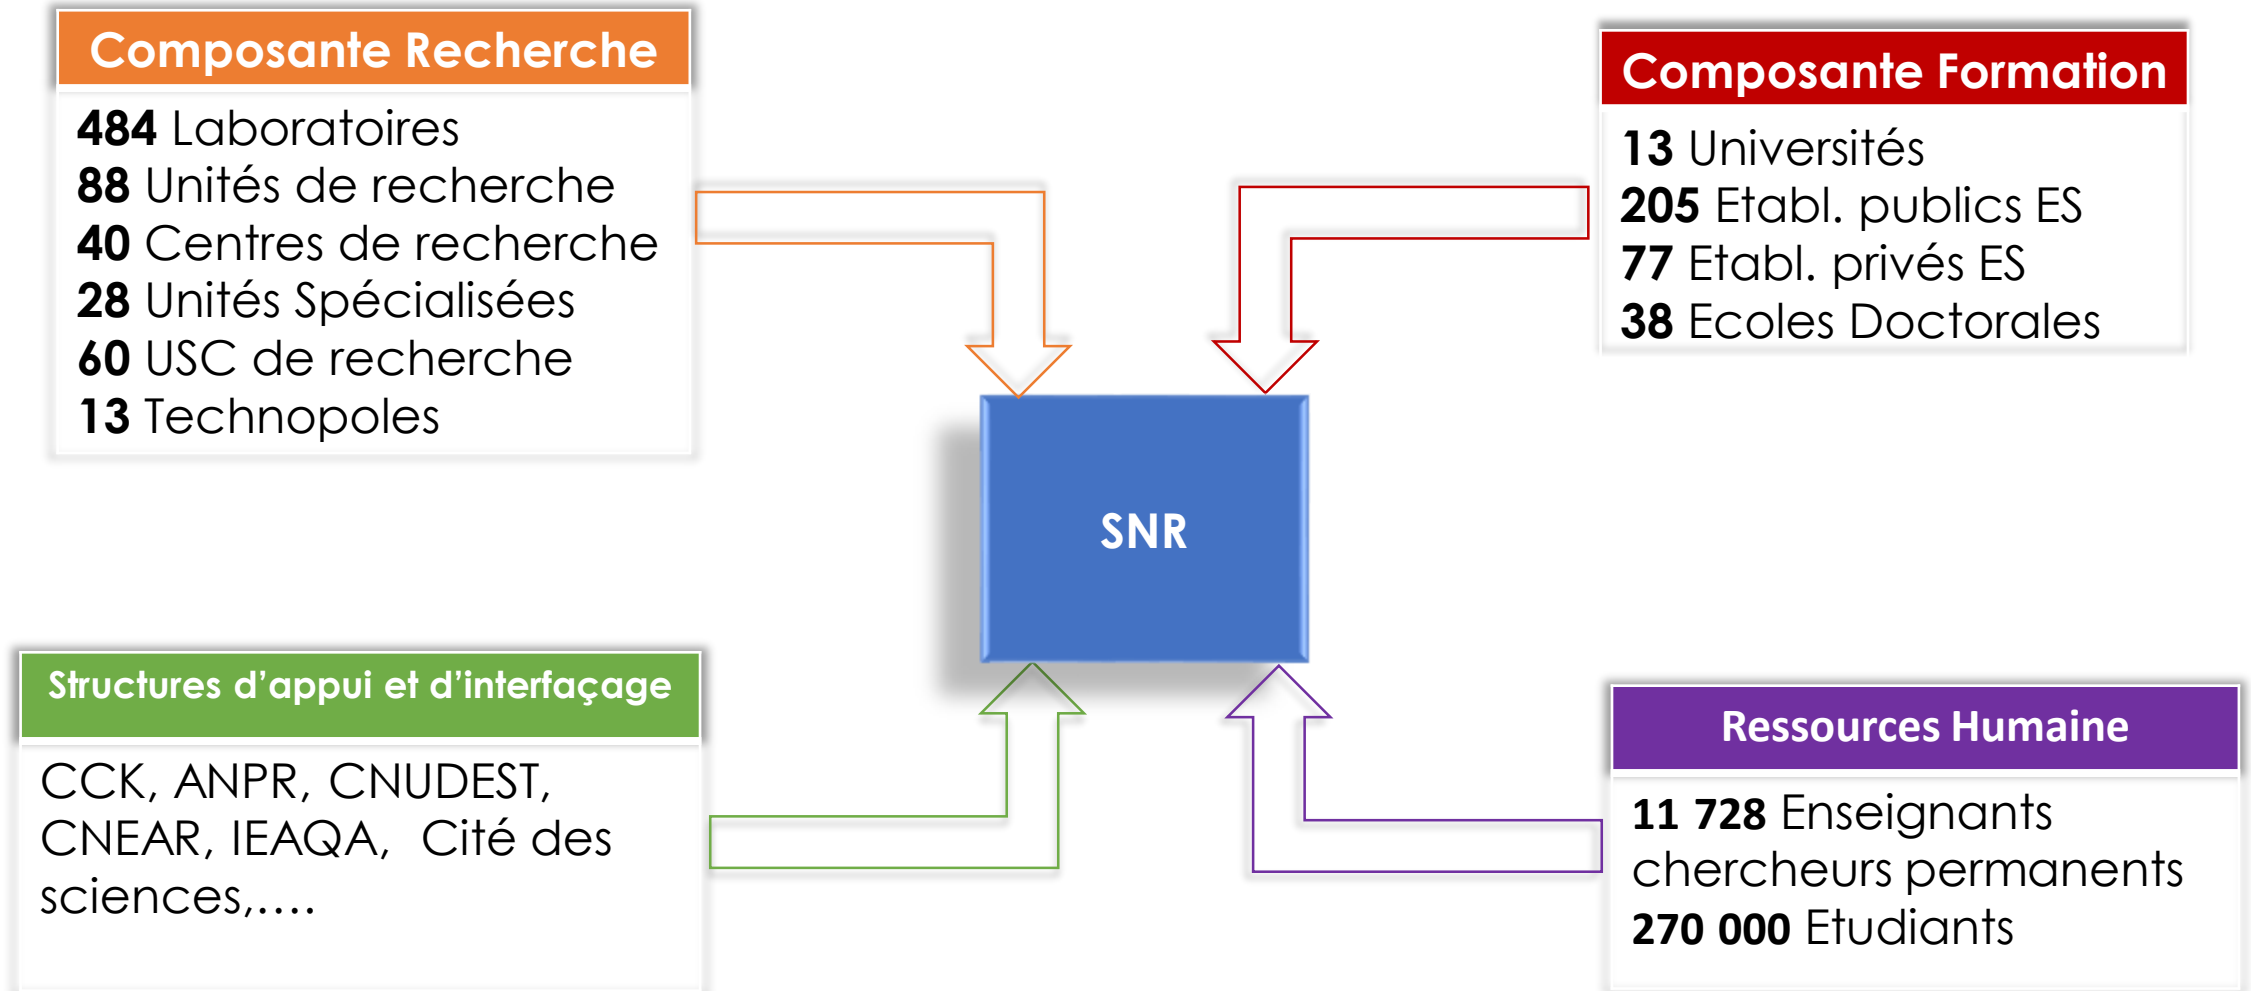 Composante Recherche
484 Laboratoires
88 Unités de recherche
40 Centres de recherche
28 Unités Spécialisées
60 USC de recherche
13 Technopoles
Composante Formation
13 Universités
205 Etabl. publics ES
77 Etabl. privés ES
38 Ecoles Doctorales
SNR
Structures d’appui et d’interfaçage
CCK, ANPR, CNUDEST,
CNEAR, IEAQA, Cité des
sciences,....
Ressources Humaine
11 728 Enseignants
chercheurs permanents
270 000 Etudiants